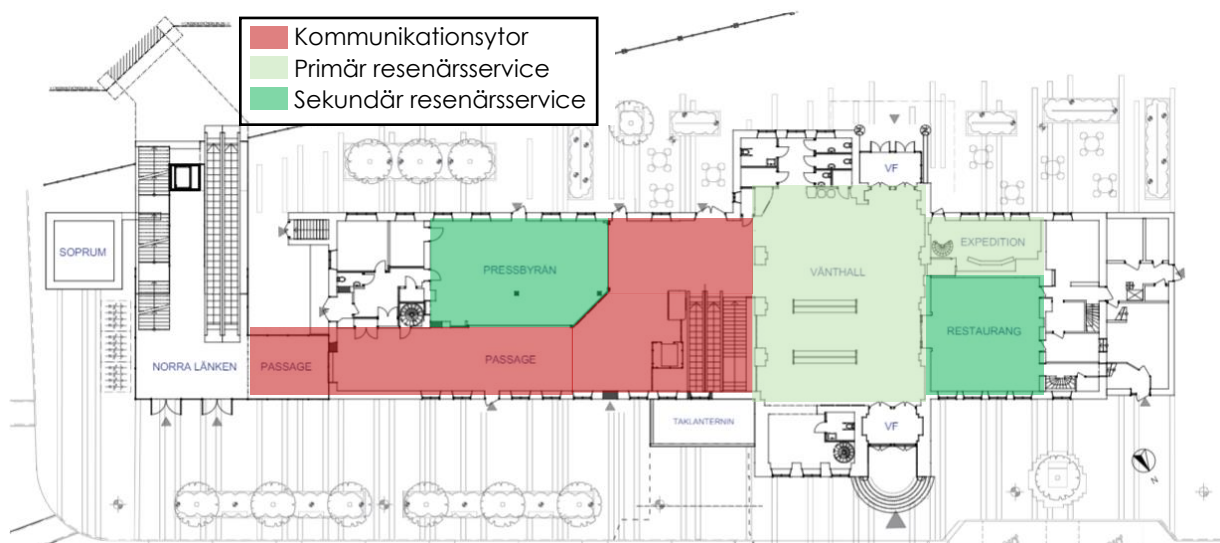 Kommunikationsytor
Primär resenärsservice
Sekundär resenärsservice
VF
SOPRUM
EXPEDITION
PRESSBYRÅN
VÄNTHALL
RESTAURANG
NORRA LÄNKEN
PASSAGE
PASSAGE
TAKLANTERNIN
VF
N